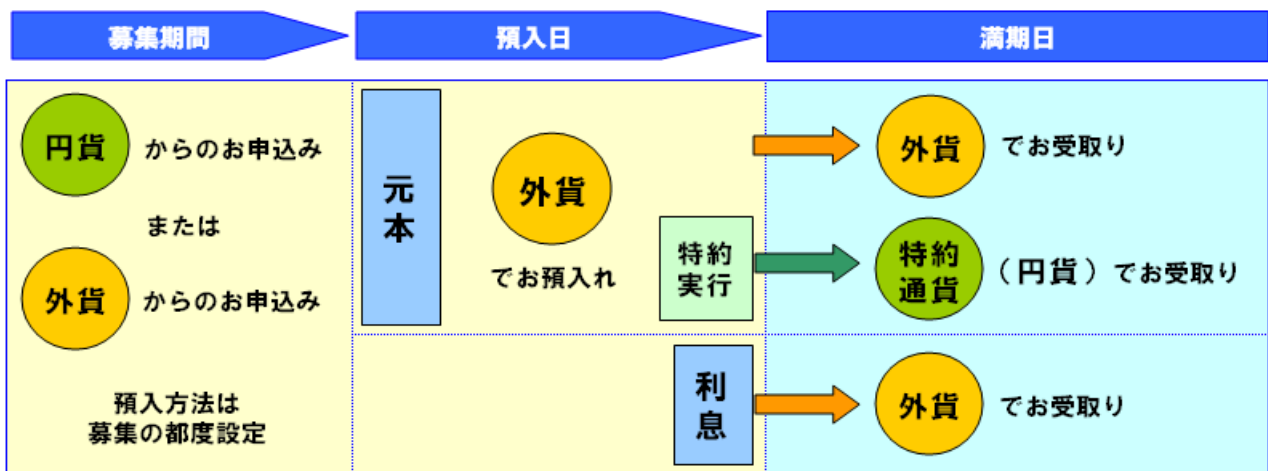 募集期間
預入日
満期日
円貨 からのお申込み
または
外貨 からのお申込み
預入方法は
募集の都度設定
元本
外貨
でお預入れ
特約
実行
外貨 でお受取り
特約
通貨 （円貨）でお受取り
利息
外貨 でお受取り